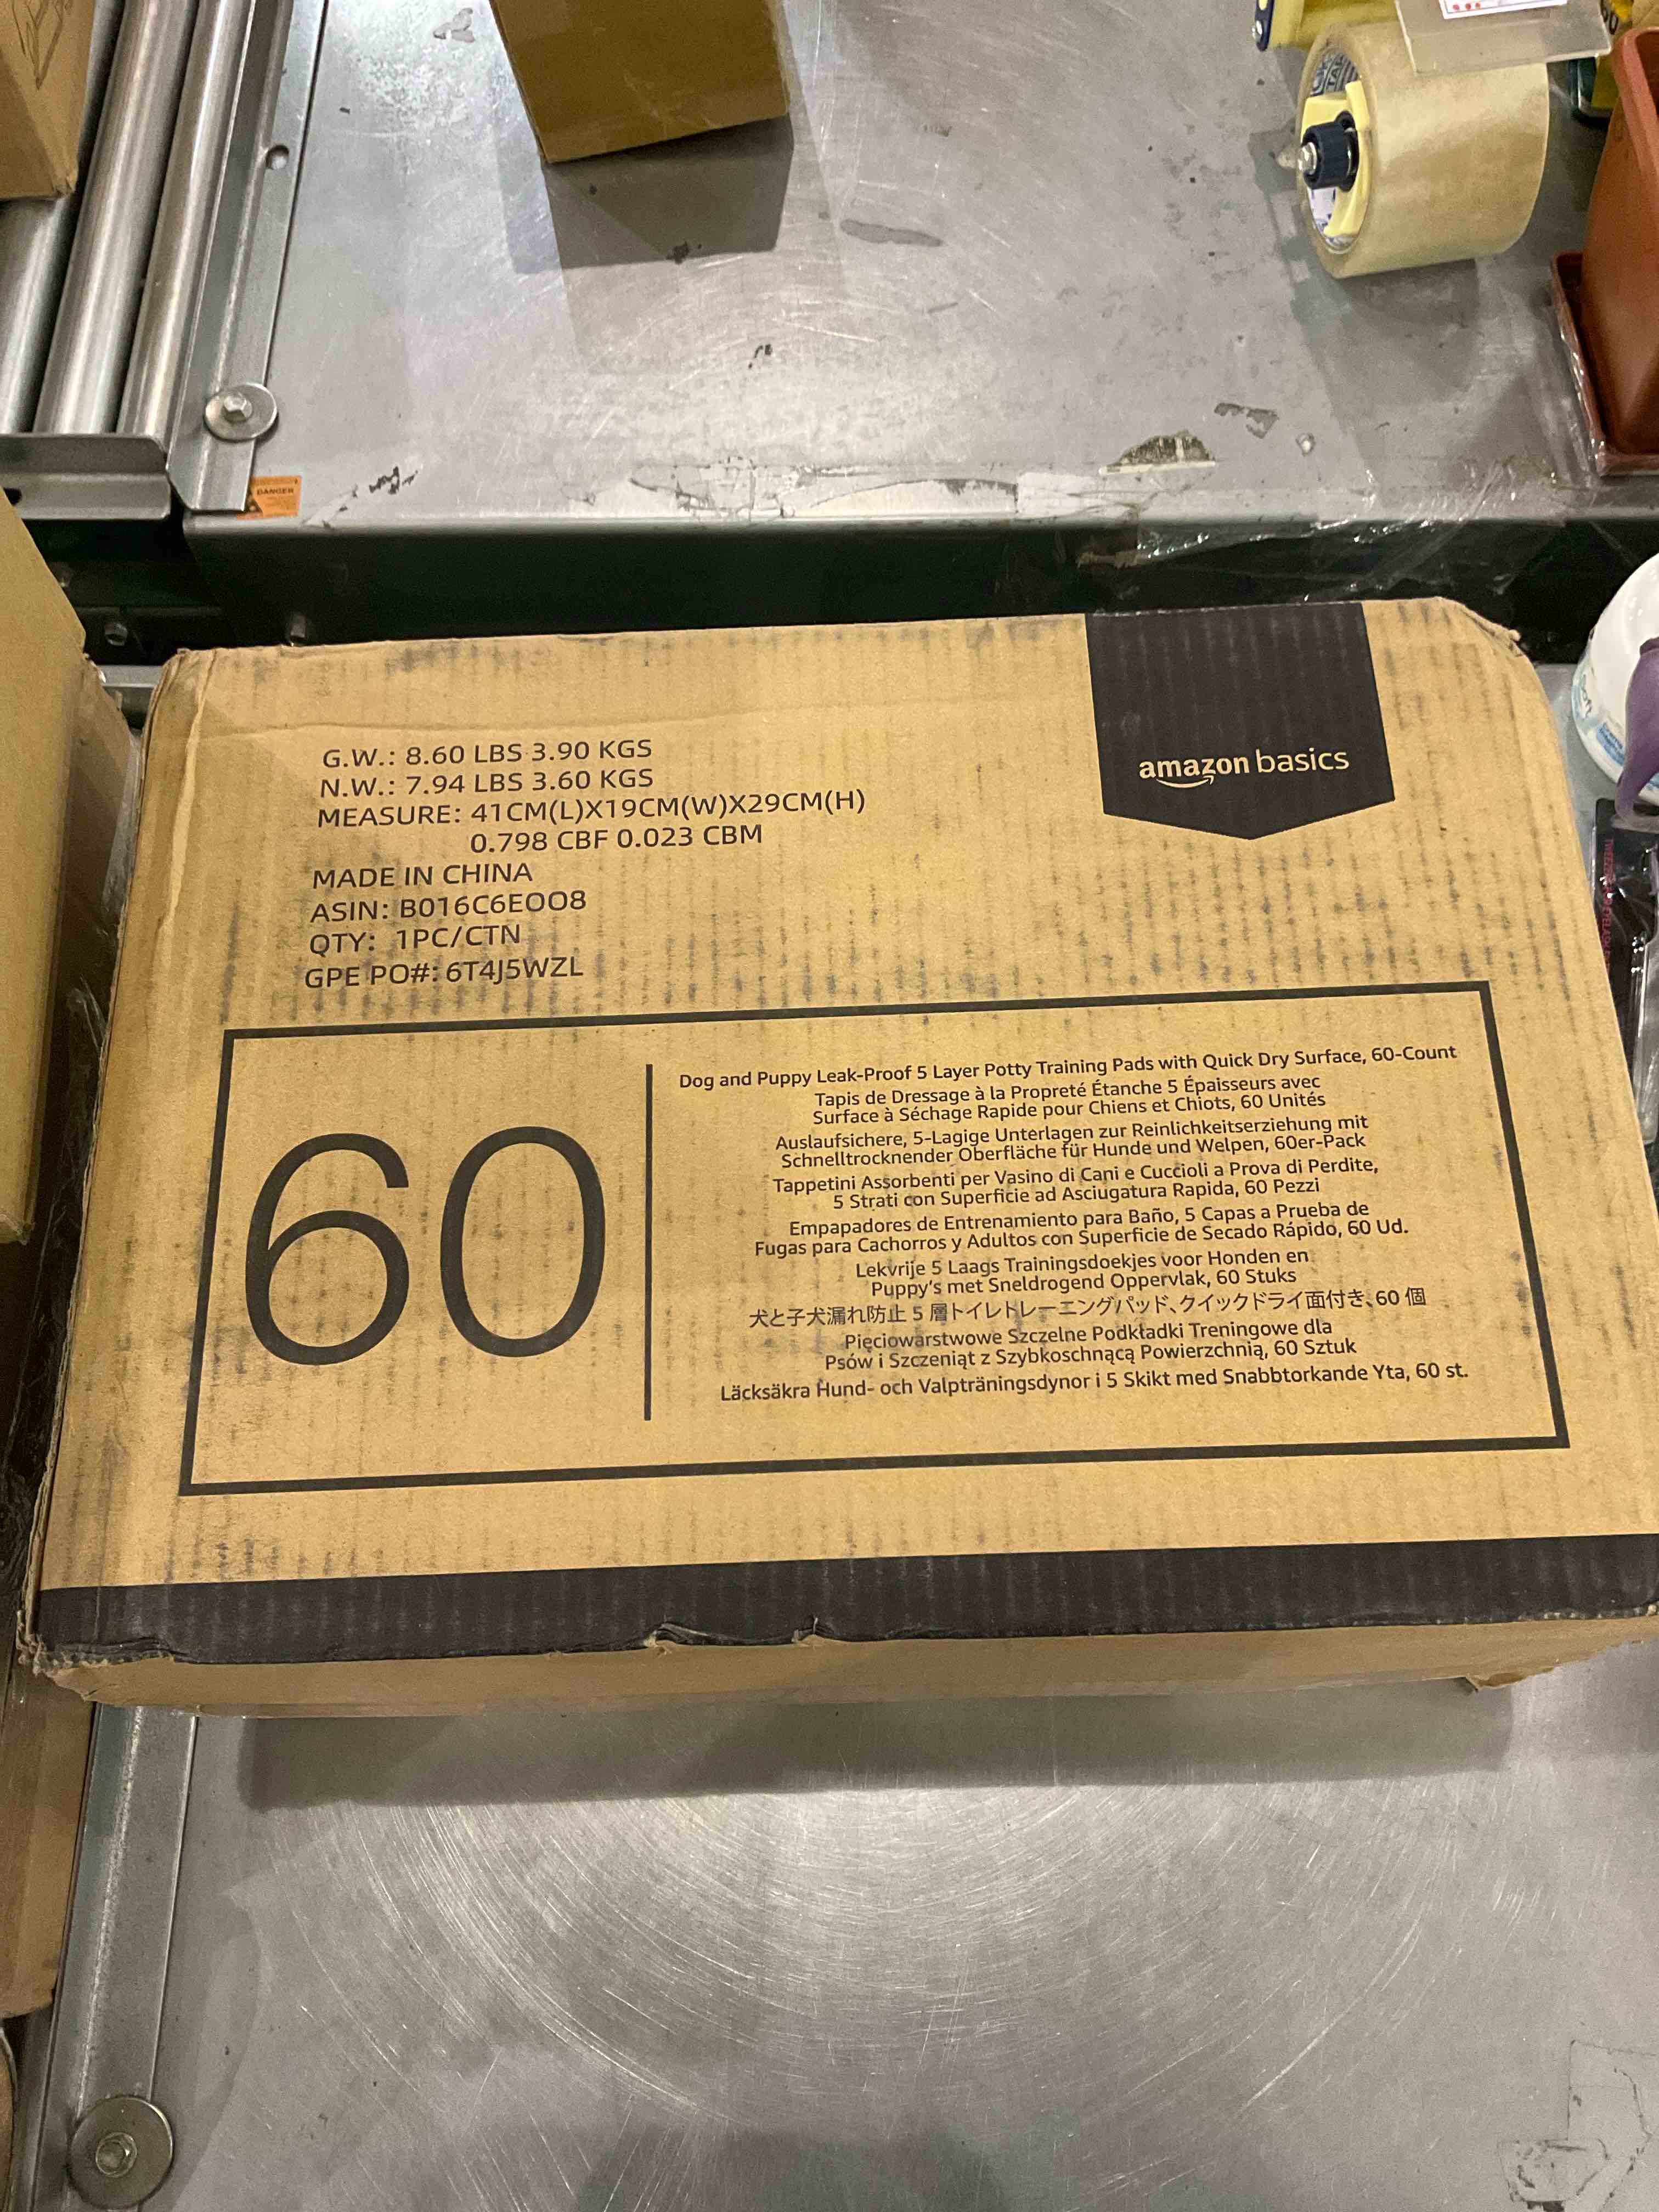 DANGER
amazon basics
G.W.: 8.60 LBS 3.90 KGS
N.W.: 7.94 LBS 3.60 KGS
MEASURE: 41CM(L)X19CM(W)X29CM(H)
0.798 CBF 0.023 CBM
MADE IN CHINA
ASIN: B016C6EOO8
QTY: 1PC/CTN
GPE PO#: 6T4J5WZL
60
Dog and Puppy Leak-Proof 5 Layer Potty Training Pads with Quick Dry Surface, 60-Count
Tapis de Dressage à la Propreté Étanche 5 Épaisseurs avec
Surface à Séchage Rapide pour Chiens et Chiots, 60 Unités
Auslaufsichere, 5-Lagige Unterlagen zur Reinlichkeitserziehung mit
Schnelltrocknender Oberfläche für Hunde und Welpen, 60er-Pack
Tappetini Assorbenti per Vasino di Cani e Cuccioli a Prova di Perdite,
5 Strati con Superficie ad Asciugatura Rapida, 60 Pezzi
Empapadores de Entrenamiento para Baño, 5 Capas a Prueba de
Fugas para Cachorros y Adultos con Superficie de Secado Rápido, 60 Ud.
Lekvrije 5 Laags Trainingsdoekjes voor Honden en
Puppy's met Sneldrogend Oppervlak, 60 Stuks
犬と子犬漏れ防止 5 層トイレトレーニングパッド、クイックドライ面付き、60 個
Pięciowarstwowe Szczelne Podkładki Treningowe dla
Psów i Szczeniąt z Szybkoschnącą Powierzchnią, 60 Sztuk
Läcksäkra Hund- och Valpträningsdynor i 5 Skikt med Snabbtorkande Yta, 60 st.